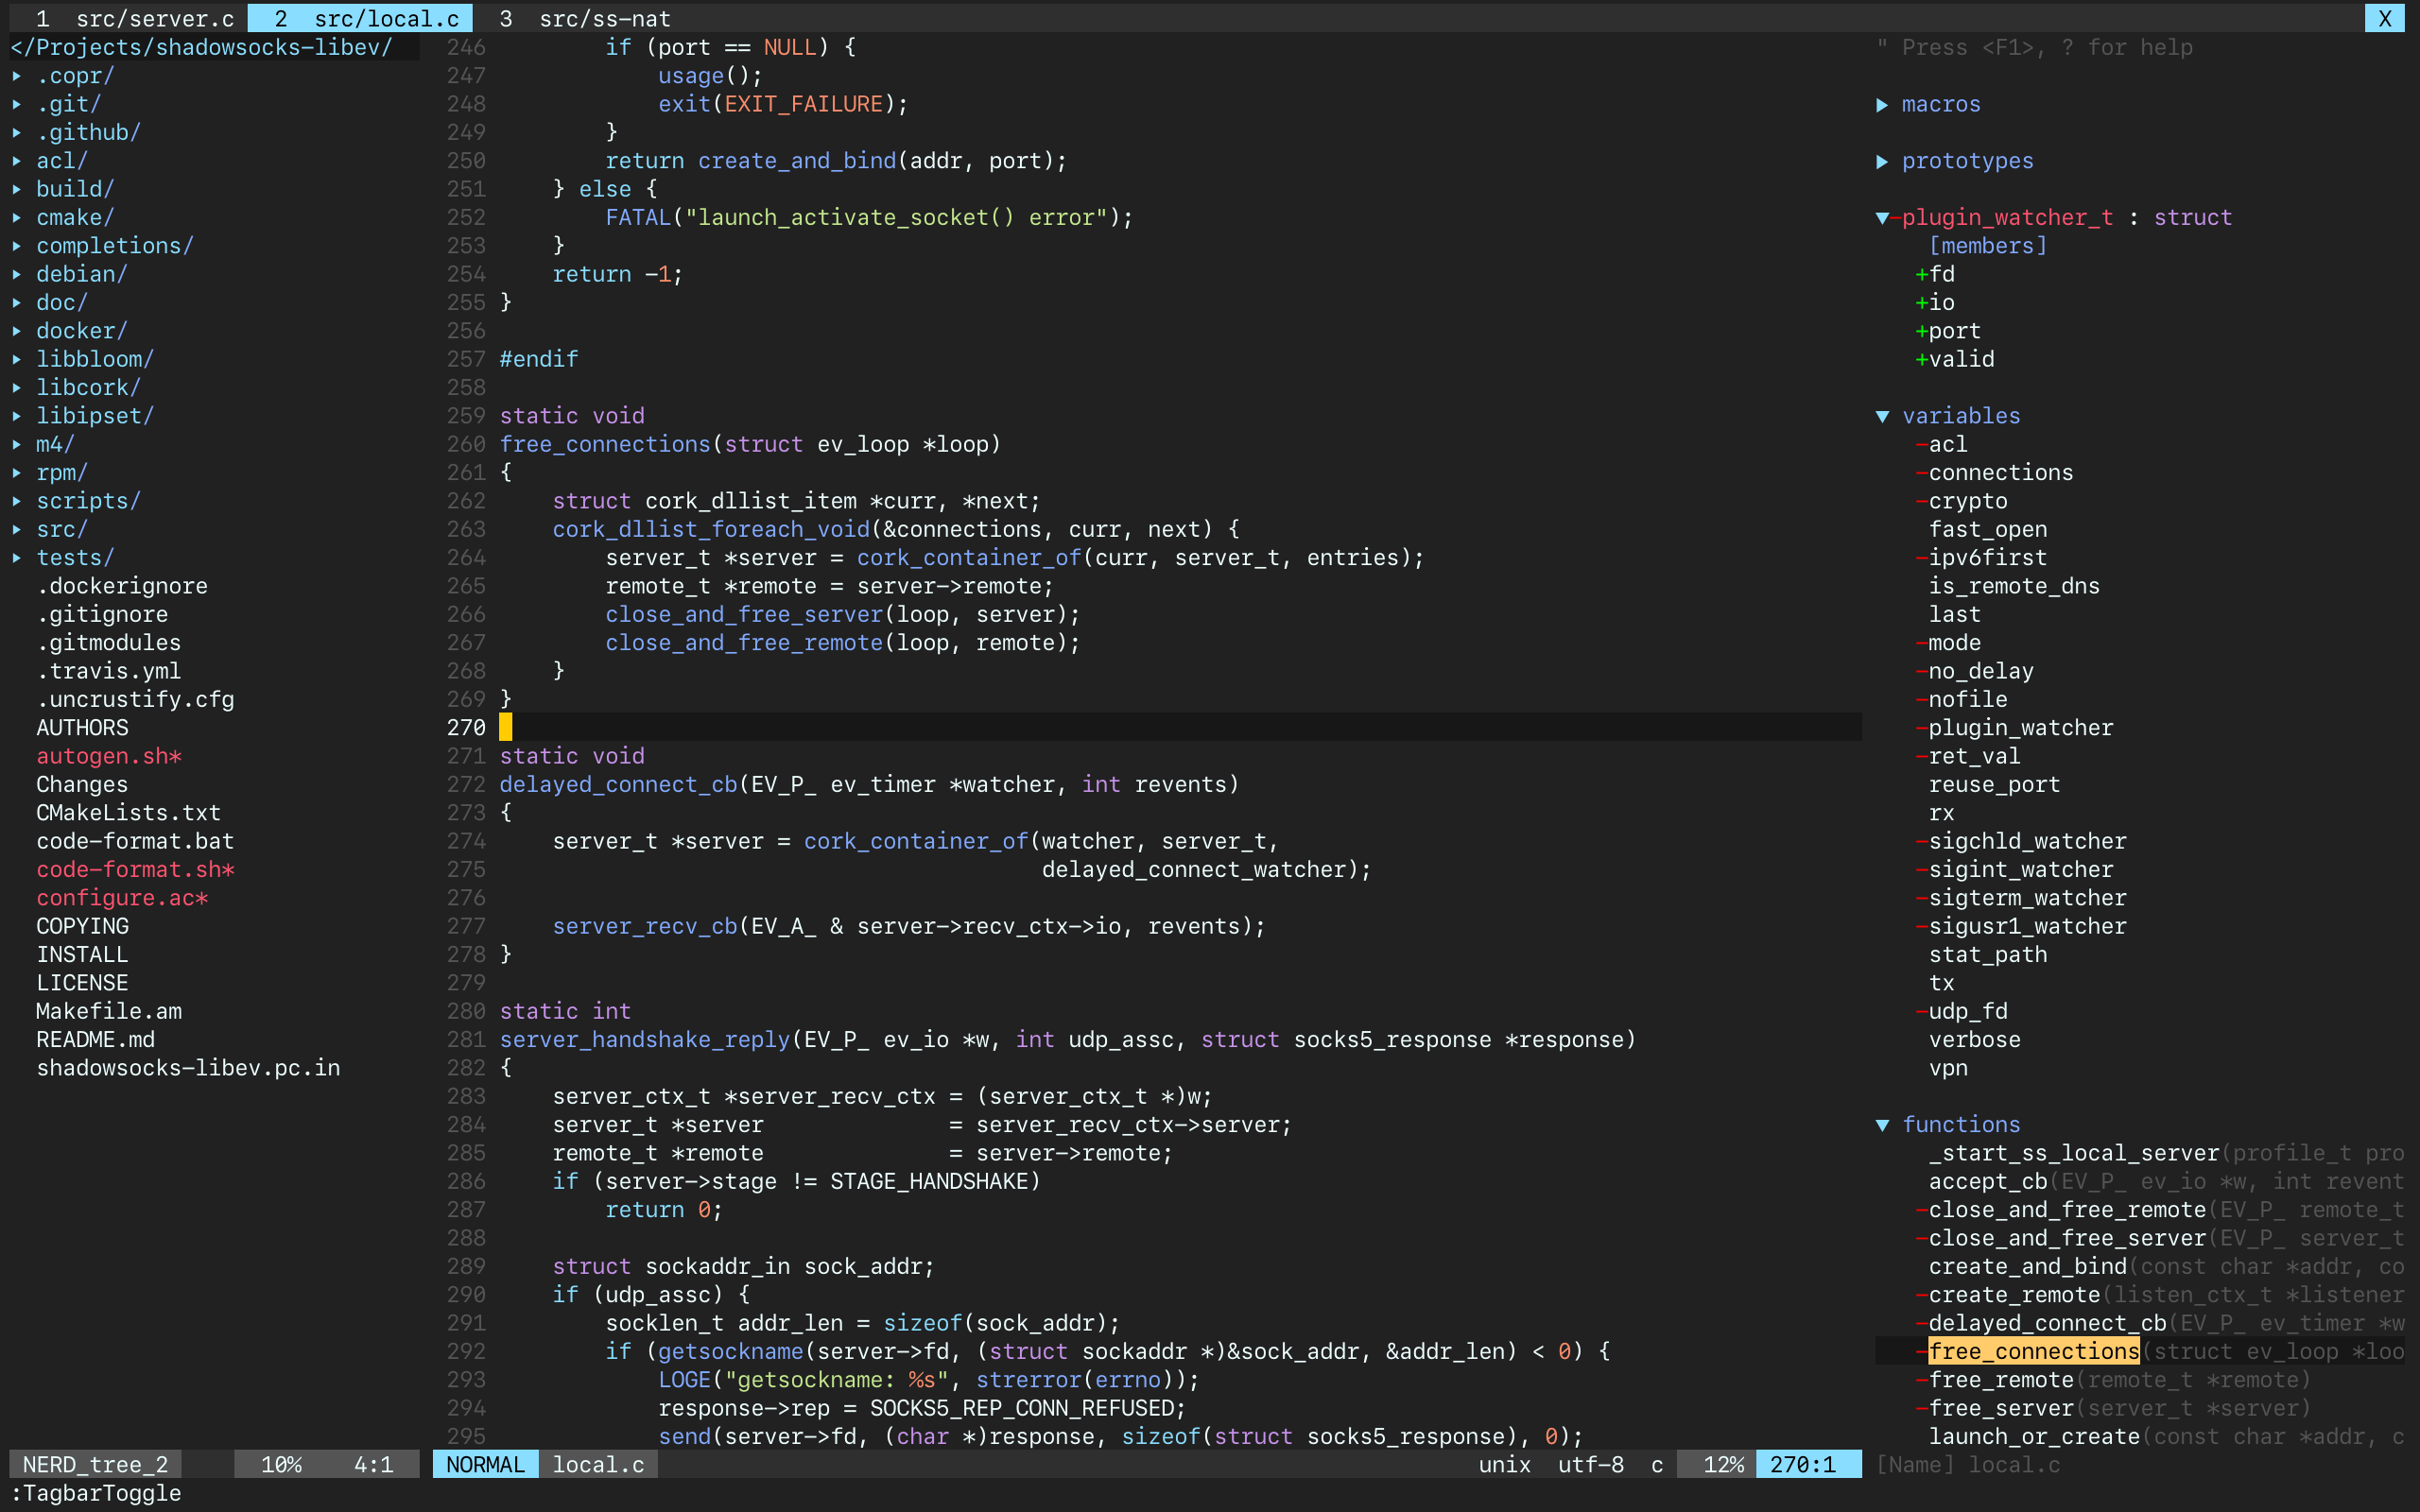 1 src/server.c 2 src/local.c 3 src/ss-nat X
</Projects/shadowsocks-libev/
▸ .copr/
▸ .git/
▸ .github/
▸ acl/
▸ build/
▸ cmake/
▸ completions/
▸ debian/
▸ doc/
▸ docker/
▸ libbloom/
▸ libcork/
▸ libipset/
▸ m4/
▸ rpm/
▸ scripts/
▸ src/
▸ tests/
.dockerignore
.gitignore
.gitmodules
.travis.yml
.uncrustify.cfg
AUTHORS
autogen.sh*
Changes
CMakeLists.txt
code-format.bat
code-format.sh*
configure.ac*
COPYING
INSTALL
LICENSE
Makefile.am
README.md
shadowsocks-libev.pc.in
246         if (port == NULL) {
247             usage();
248             exit(EXIT_FAILURE);
249         }
250         return create_and_bind(addr, port);
251     } else {
252         FATAL("launch_activate_socket() error");
253     }
254     return -1;
255 }
256
257 #endif
258
259 static void
260 free_connections(struct ev_loop *loop)
261 {
262     struct cork_dllist_item *curr, *next;
263     cork_dllist_foreach_void(&connections, curr, next) {
264         server_t *server = cork_container_of(curr, server_t, entries);
265         remote_t *remote = server->remote;
266         close_and_free_server(loop, server);
267         close_and_free_remote(loop, remote);
268     }
269 }
270
271 static void
272 delayed_connect_cb(EV_P_ ev_timer *watcher, int revents)
273 {
274     server_t *server = cork_container_of(watcher, server_t,
275                                          delayed_connect_watcher);
276
277     server_recv_cb(EV_A_ & server->recv_ctx->io, revents);
278 }
279
280 static int
281 server_handshake_reply(EV_P_ ev_io *w, int udp_assc, struct socks5_response *response)
282 {
283     server_ctx_t *server_recv_ctx = (server_ctx_t *)w;
284     server_t *server              = server_recv_ctx->server;
285     remote_t *remote              = server->remote;
286     if (server->stage != STAGE_HANDSHAKE)
287         return 0;
288
289     struct sockaddr_in sock_addr;
290     if (udp_assc) {
291         socklen_t addr_len = sizeof(sock_addr);
292         if (getsockname(server->fd, (struct sockaddr *)&sock_addr, &addr_len) < 0) {
293             LOGE("getsockname: %s", strerror(errno));
294             response->rep = SOCKS5_REP_CONN_REFUSED;
295             send(server->fd, (char *)response, sizeof(struct socks5_response), 0);
" Press <F1>, ? for help
▶ macros
▶ prototypes
▼-plugin_watcher_t : struct
[members]
+fd
+io
+port
+valid
▼ variables
-acl
-connections
-crypto
fast_open
-ipv6first
is_remote_dns
last
-mode
-no_delay
-nofile
-plugin_watcher
-ret_val
reuse_port
rx
-sigchld_watcher
-sigint_watcher
-sigterm_watcher
-sigusr1_watcher
stat_path
tx
-udp_fd
verbose
vpn
▼ functions
_start_ss_local_server(profile_t pro
accept_cb(EV_P_ ev_io *w, int revent
-close_and_free_remote(EV_P_ remote_t
-close_and_free_server(EV_P_ server_t
create_and_bind(const char *addr, co
-create_remote(listen_ctx_t *listener
-delayed_connect_cb(EV_P_ ev_timer *w
-free_connections(struct ev_loop *loo
-free_remote(remote_t *remote)
-free_server(server_t *server)
launch_or_create(const char *addr, c
NERD_tree_2 10% 4:1 NORMAL local.c unix utf-8 c 12% 270:1 [Name] local.c
:TagbarToggle